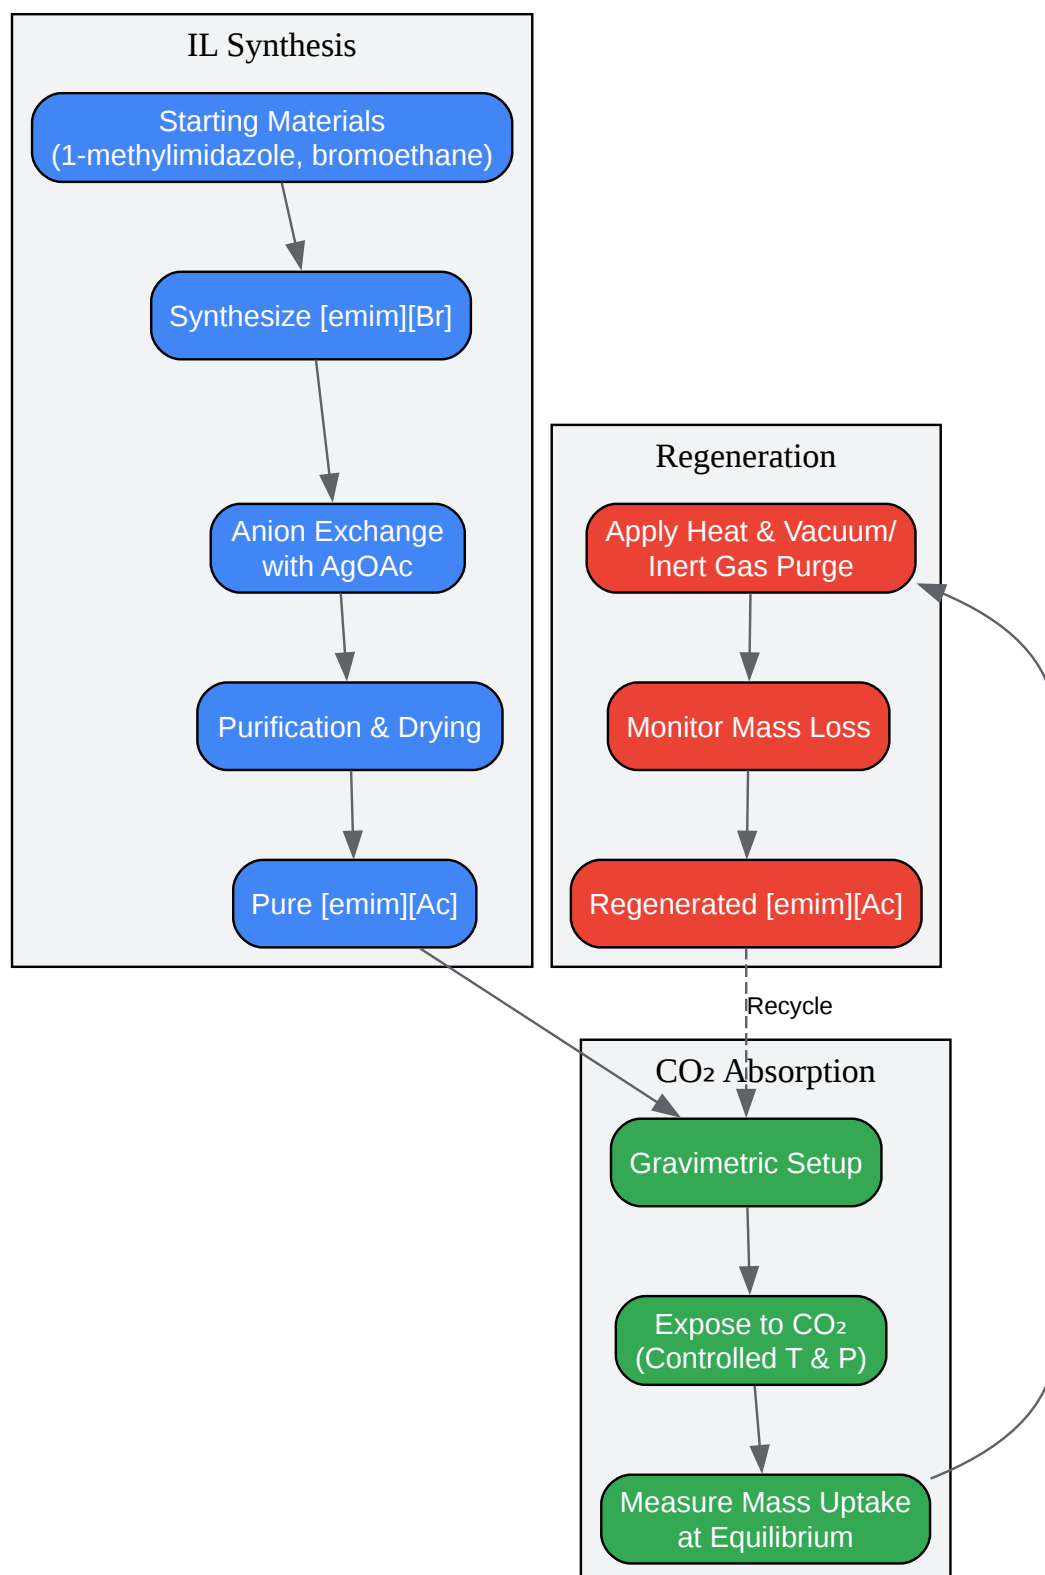 IL Synthesis
Starting Materials
(1-methylimidazole, bromoethane)
Synthesize [emim][Br]
Anion Exchange
with AgOAc
Purification & Drying
Pure [emim][Ac]
Regeneration
Apply Heat & Vacuum/
Inert Gas Purge
Monitor Mass Loss
Regenerated [emim][Ac]
Recycle
CO₂ Absorption
Gravimetric Setup
Expose to CO₂
(Controlled T & P)
Measure Mass Uptake
at Equilibrium